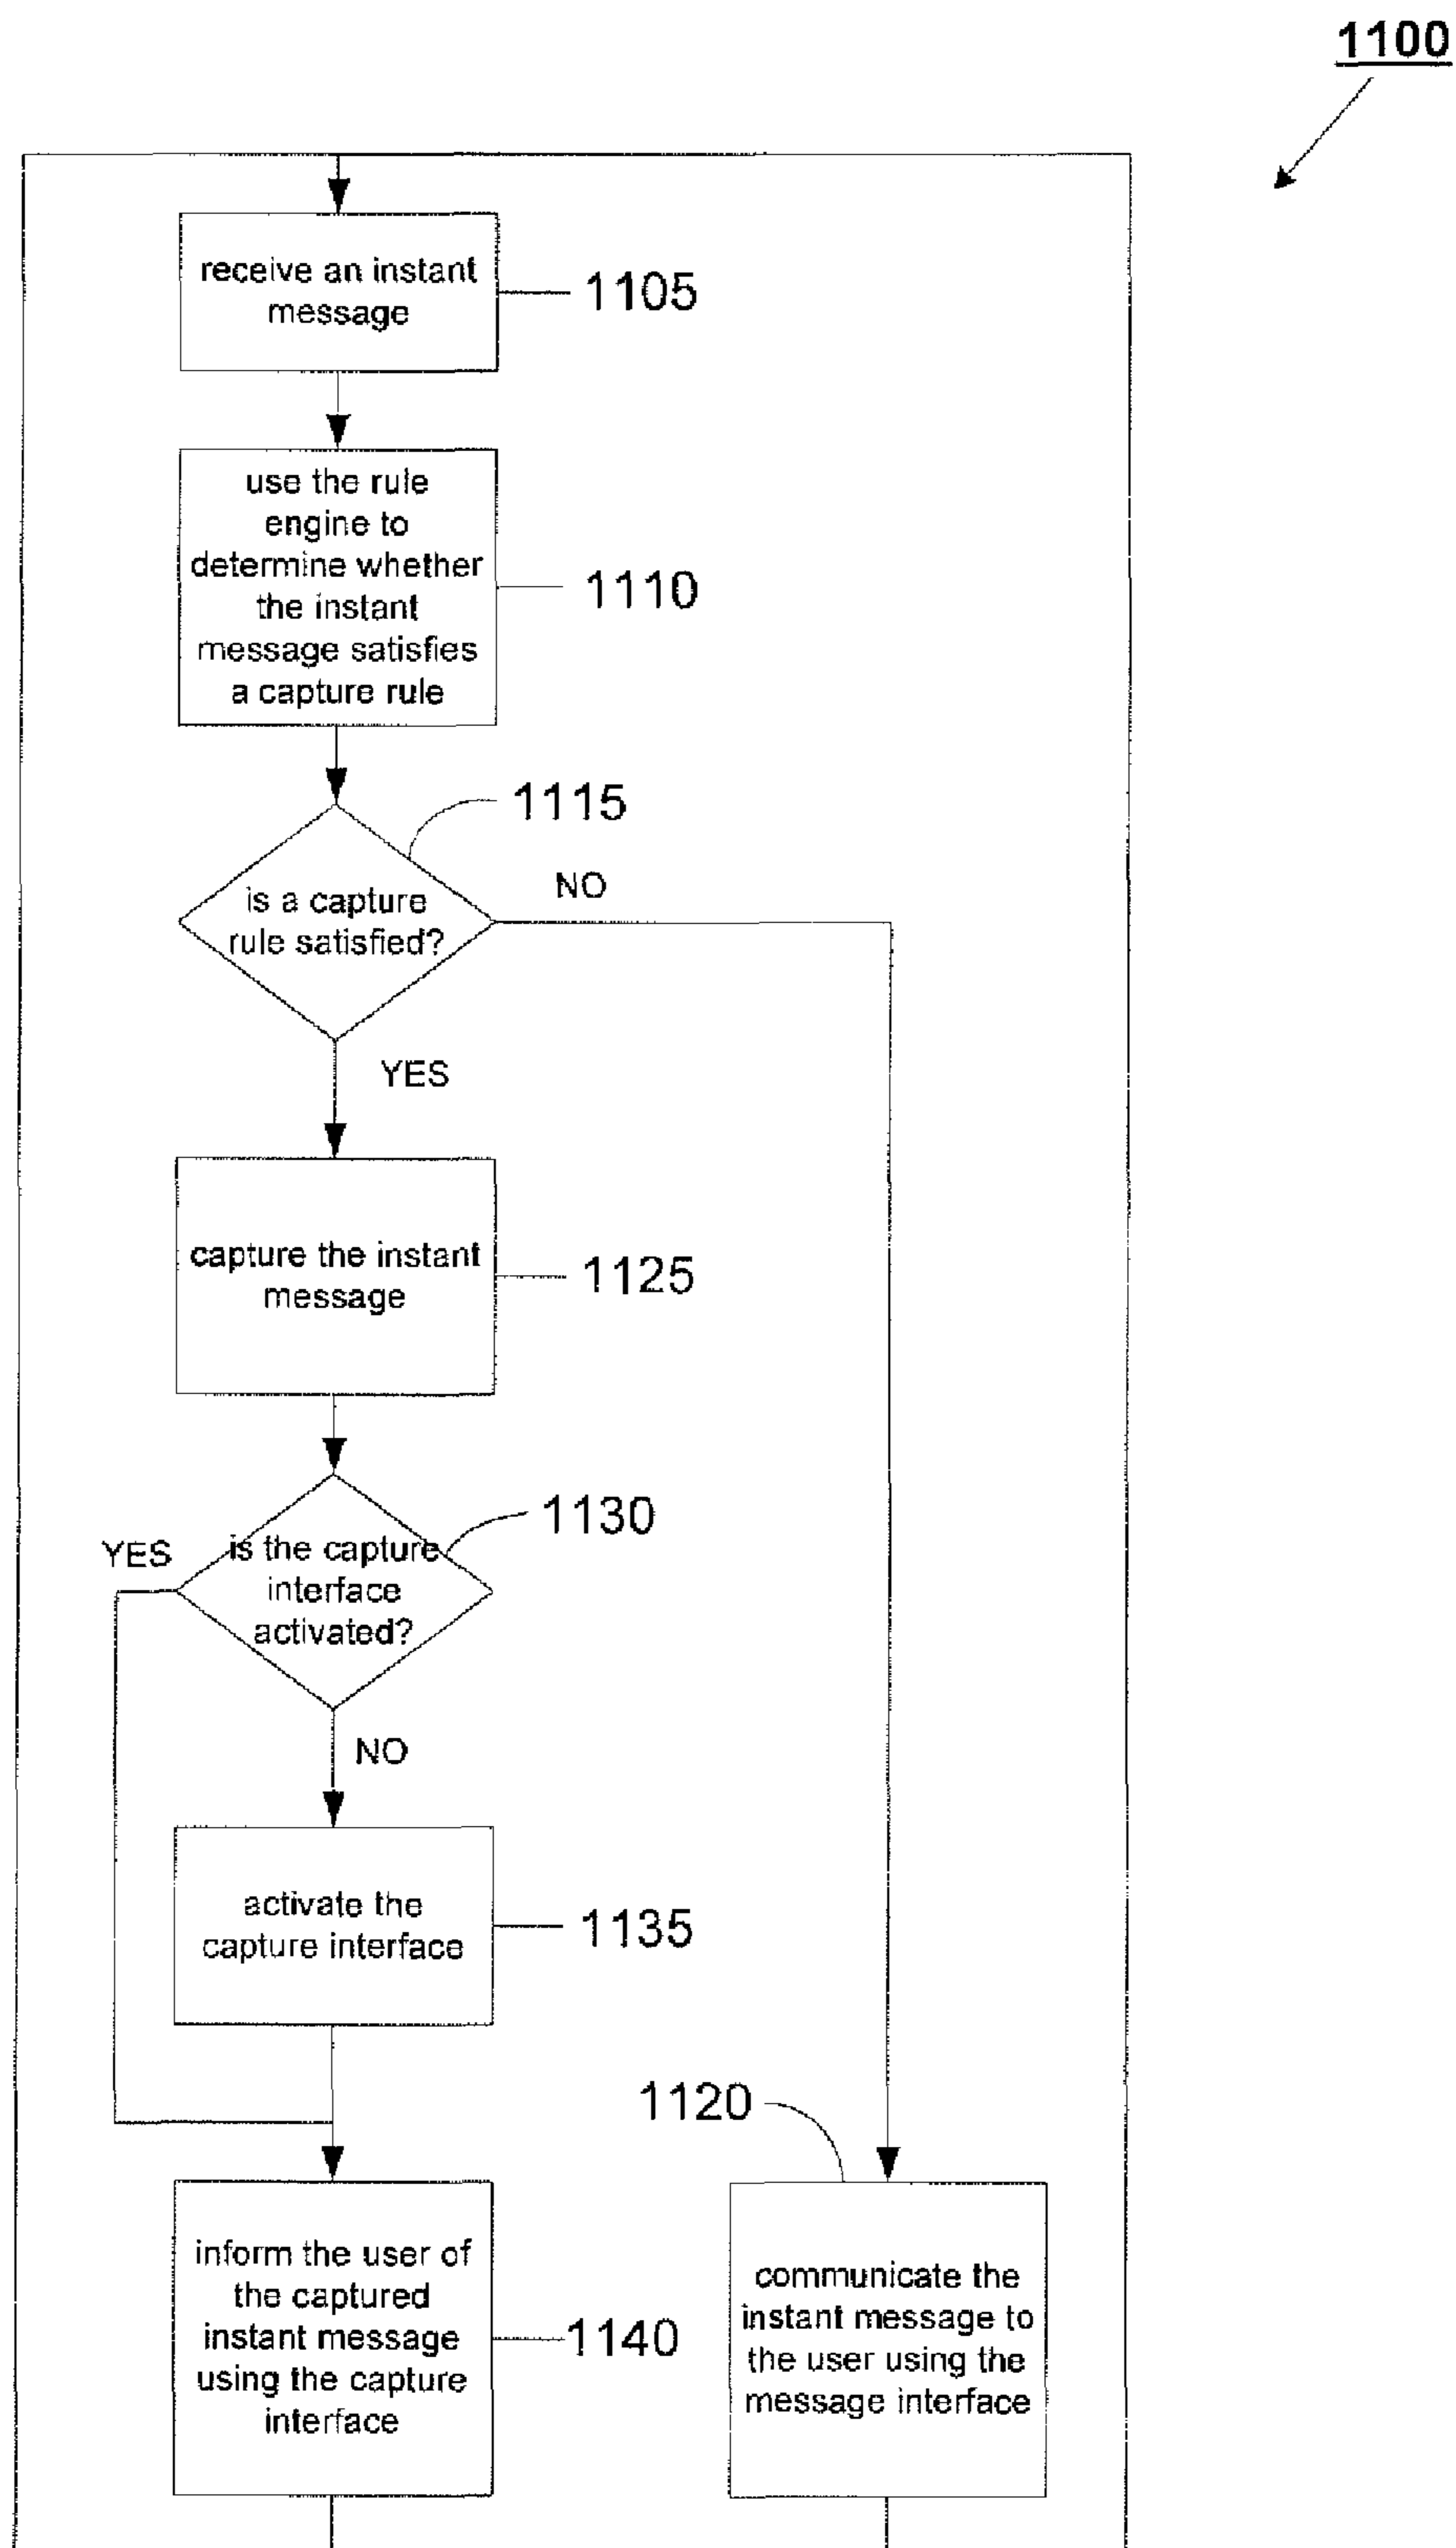 1100
receive an instant
message
1105
use the rule
engine to
determine whether
the instant
message satisfies
a capture rule
1110
1115
is a capture
rule satisfied?
NO
YES
capture the instant
message
1125
1130
YES
is the capture
interface
activated?
NO
activate the
capture interface
1135
1120
inform the user of
the captured
instant message
using the capture
interface
1140
communicate the
instant message to
the user using the
message interface